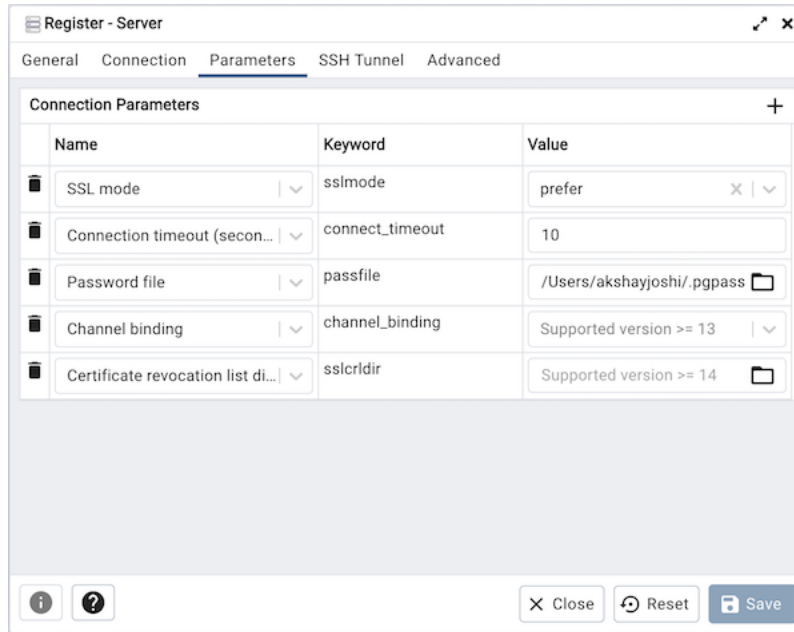 Register - Server
General Connection Parameters SSH Tunnel Advanced
Connection Parameters
Name Keyword Value
SSL mode sslmode prefer
Connection timeout (secon... connect_timeout 10
Password file passfile /Users/akshayjoshi/.pgpass
Channel binding channel_binding Supported version >= 13
Certificate revocation list di... sslcrldir Supported version >= 14
Close Reset Save